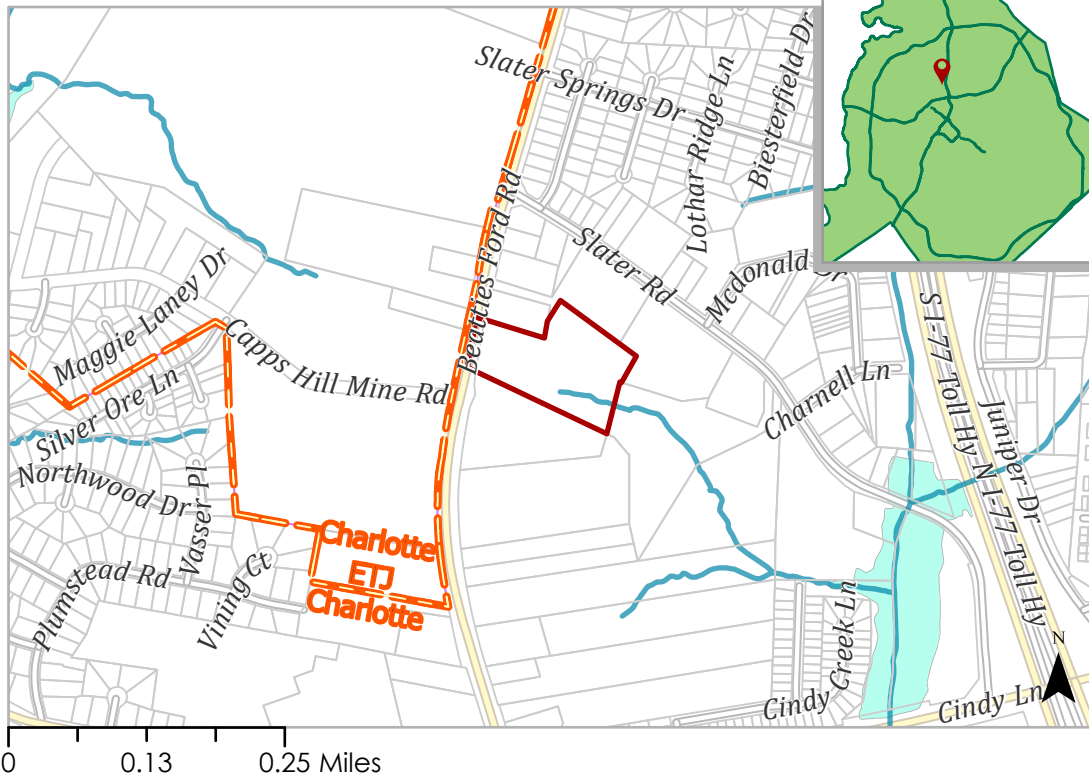 Slater Springs Dr
Lothar Ridge Ln
Biesterfield Dr
Beatties Ford Rd
Slater Rd
Mcdonald Dr
Maggie Laney Dr
Capps Hill Mine Rd
Silver Ore Ln
Charnell Ln
S I-77 Toll Hy
N I-77 Toll Hy
Juniper Dr
Northwood Dr
Vasser Pl
Charlotte
ETJ
Charlotte
Plumstead Rd
Vining Ct
Creek Ln
Cindy
Cindy Ln
N
0 0.13 0.25 Miles